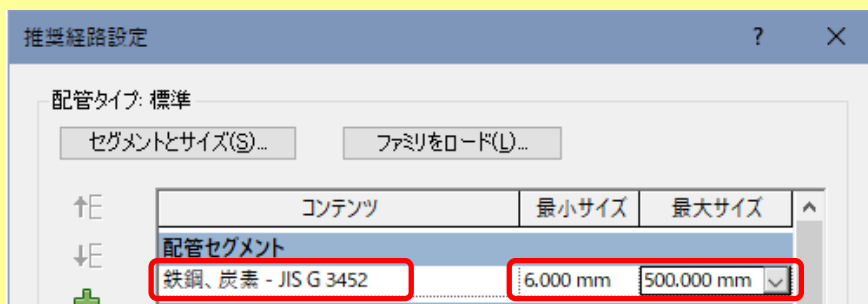 推奨経路設定 ?
配管タイプ: 標準
セグメントとサイズ(S)... ファミリをロード(L)...
コンテンツ 最小サイズ 最大サイズ
配管セグメント
鉄鋼、炭素 - JIS G 3452 6.000 mm 500.000 mm